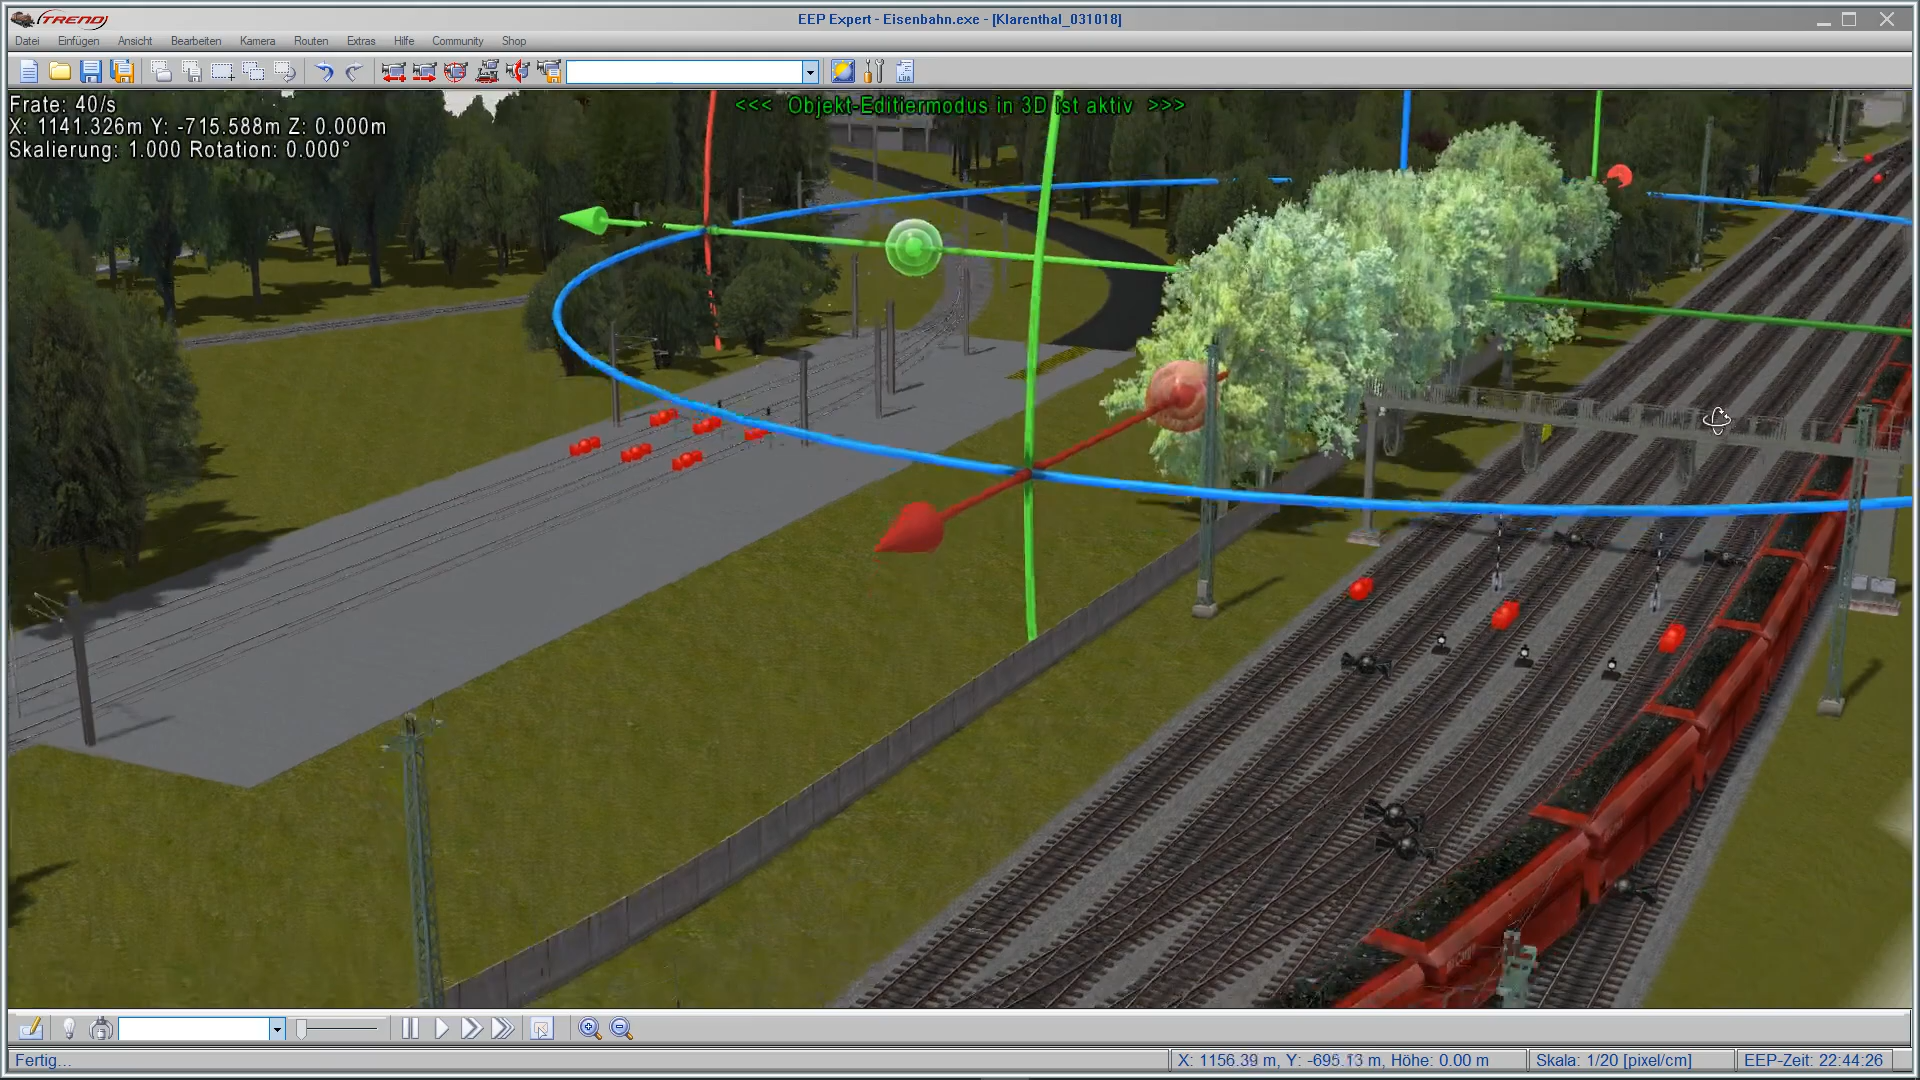 TREND
EEP Expert - Eisenbahn.exe - [Klarenthal_031018]
Datei Einfügen Ansicht Bearbeiten Kamera Routen Extras Hilfe Community Shop
LUA
Frate: 40/s
<<< Objekt-Editiermodus in 3D ist aktiv >>>
X: 1141.326m Y: -715.588m Z: 0.000m
Skalierung: 1.000 Rotation: 0.000°
Fertig...
X: 1156.39 m, Y: -695.13 m, Höhe: 0.00 m
Skala: 1/20 [pixel/cm]
EEP-Zeit: 22:44:26